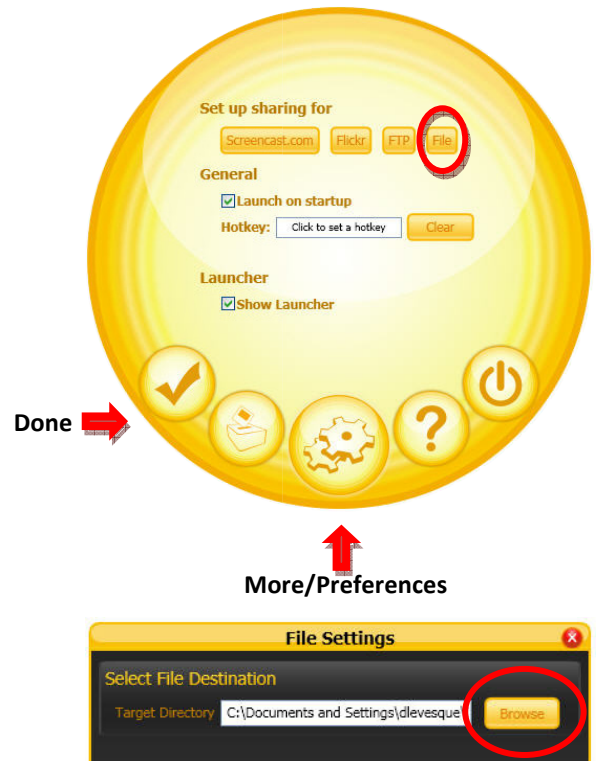 Set up sharing for
Screencast.com Flickr FTP File
General
Launch on startup
Hotkey: Click to set a hotkey Clear
Launcher
Show Launcher
?
Done
More/Preferences
File Settings
Select File Destination
Target Directory C:\Documents and Settings\dlevesque\ Browse